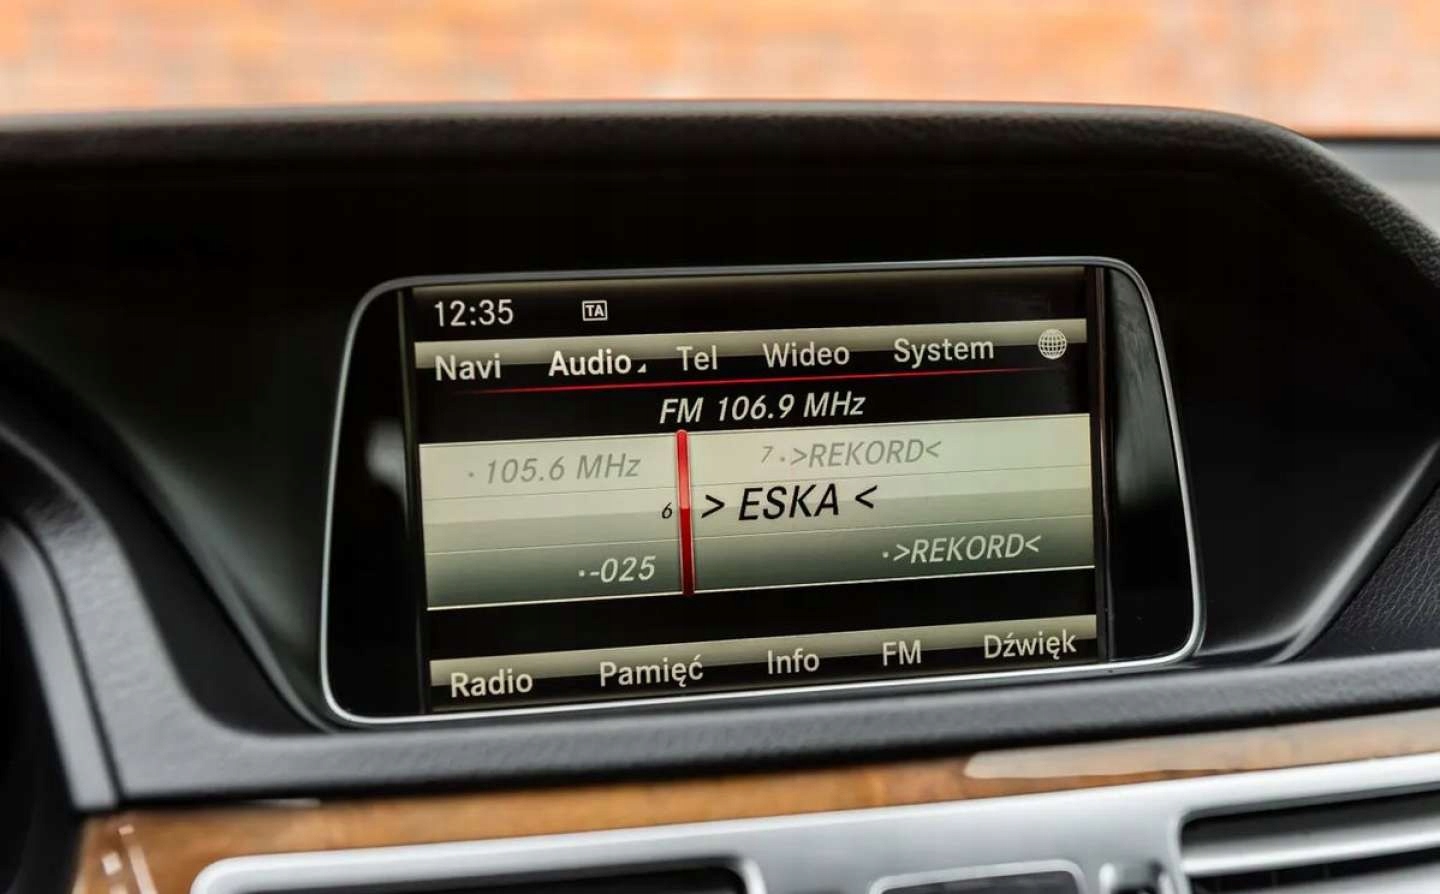 12:35 TA
Navi Audio Tel Wideo System
FM 106.9 MHz
· 105.6 MHz 7 ·>REKORD<
6 > ESKA <
·-025 ·>REKORD<
Radio Pamięć Info FM Dźwięk